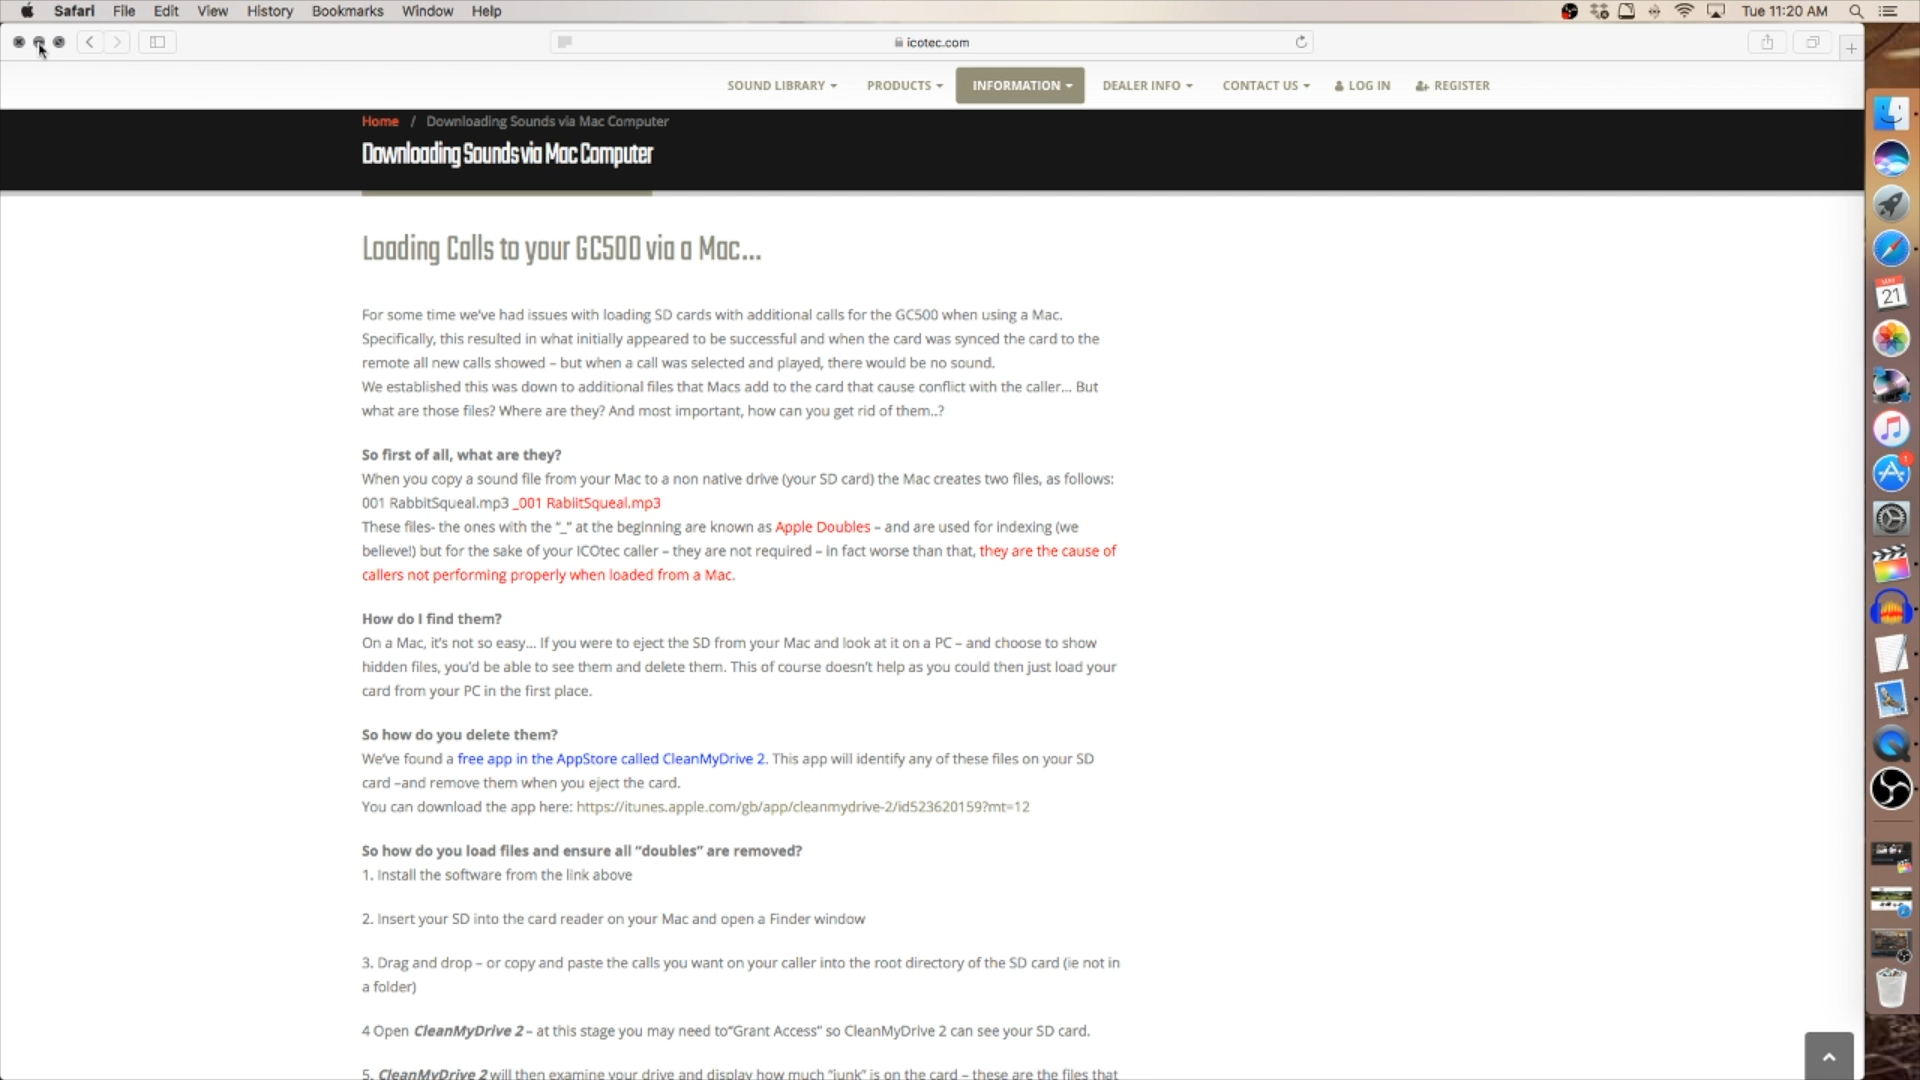 Safari File Edit View History Bookmarks Window Help
Tue 11:20 AM
icotec.com
SOUND LIBRARY PRODUCTS INFORMATION DEALER INFO CONTACT US LOG IN REGISTER
Home / Downloading Sounds via Mac Computer
Downloading Sounds via Mac Computer
Loading Calls to your GC500 via a Mac...
For some time we've had issues with loading SD cards with additional calls for the GC500 when using a Mac.
Specifically, this resulted in what initially appeared to be successful and when the card was synced the card to the
remote all new calls showed – but when a call was selected and played, there would be no sound.
We established this was down to additional files that Macs add to the card that cause conflict with the caller... But
what are those files? Where are they? And most important, how can you get rid of them..?
So first of all, what are they?
When you copy a sound file from your Mac to a non native drive (your SD card) the Mac creates two files, as follows:
001 RabbitSqueal.mp3 _001 RabiitSqueal.mp3
These files- the ones with the "_" at the beginning are known as Apple Doubles – and are used for indexing (we
believe!) but for the sake of your ICOtec caller – they are not required – in fact worse than that, they are the cause of
callers not performing properly when loaded from a Mac.
How do I find them?
On a Mac, it's not so easy... If you were to eject the SD from your Mac and look at it on a PC – and choose to show
hidden files, you'd be able to see them and delete them. This of course doesn't help as you could then just load your
card from your PC in the first place.
So how do you delete them?
We've found a free app in the AppStore called CleanMyDrive 2. This app will identify any of these files on your SD
card –and remove them when you eject the card.
You can download the app here: https://itunes.apple.com/gb/app/cleanmydrive-2/id523620159?mt=12
So how do you load files and ensure all "doubles" are removed?
1. Install the software from the link above
2. Insert your SD into the card reader on your Mac and open a Finder window
3. Drag and drop – or copy and paste the calls you want on your caller into the root directory of the SD card (ie not in
a folder)
4 Open CleanMyDrive 2 – at this stage you may need to"Grant Access" so CleanMyDrive 2 can see your SD card.
5. CleanMyDrive 2 will then examine your drive and display how much "junk" is on the card – these are the files that
21
1